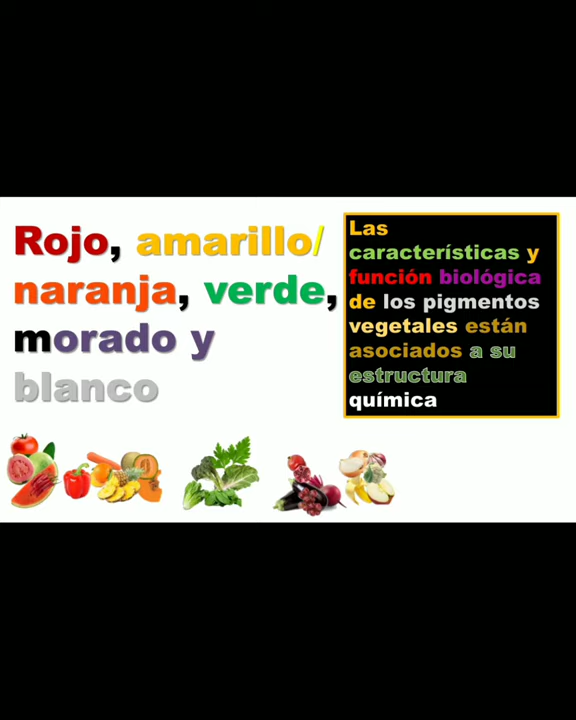 Rojo, amarillo/
naranja, verde,
morado y
blanco
Las
características y
función biológica
de los pigmentos
vegetales están
asociados a su
estructura
química